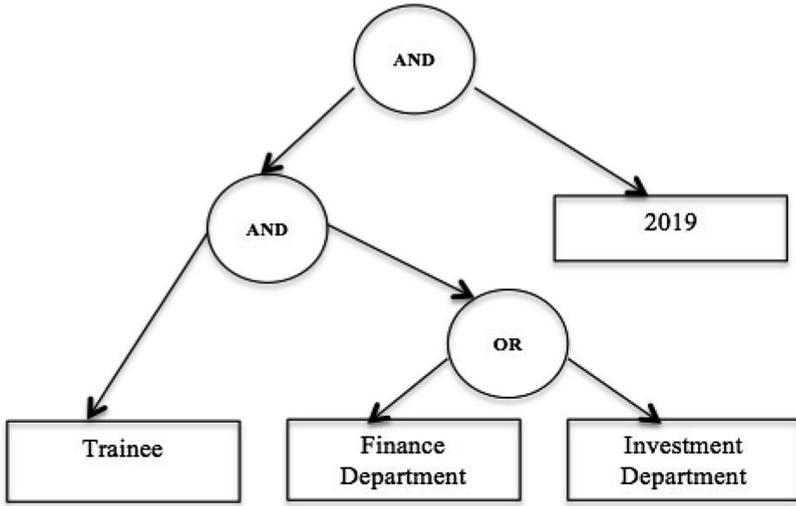 AND
2019
AND
OR
Trainee
Finance
Department
Investment
Department